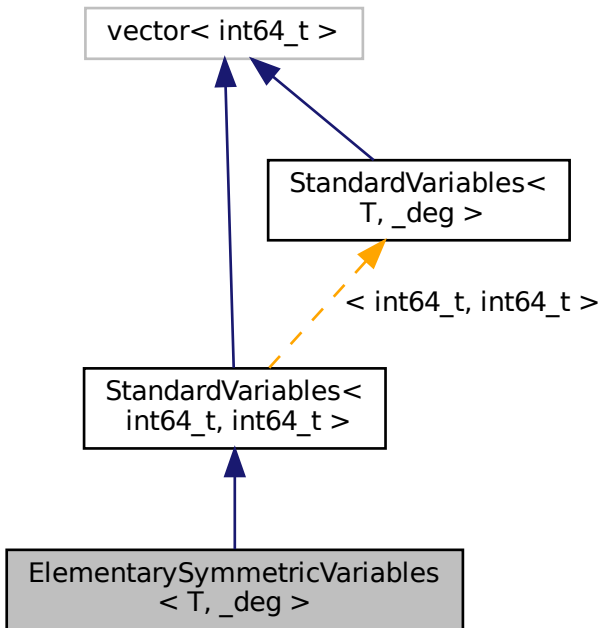 vector< int64_t >
StandardVariables<
T, _deg >
< int64_t, int64_t >
StandardVariables<
int64_t, int64_t >
ElementarySymmetricVariables
< T, _deg >